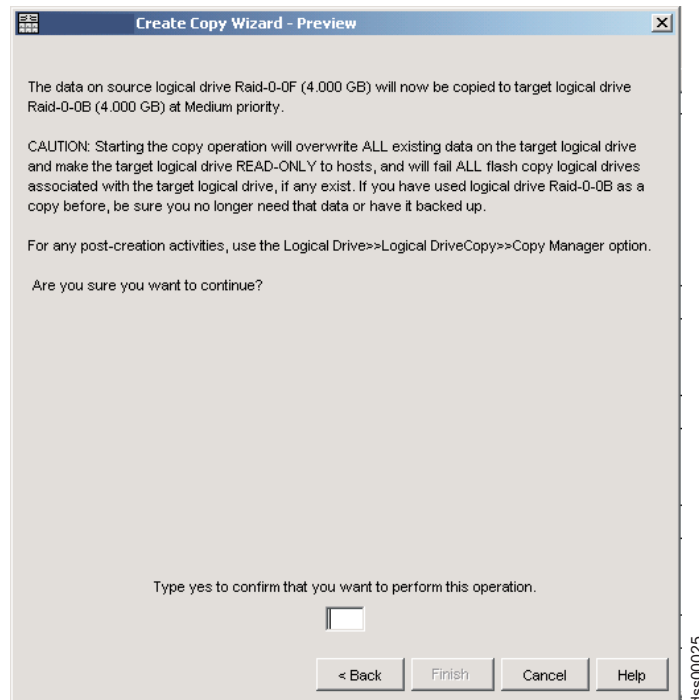 Create Copy Wizard - Preview
The data on source logical drive Raid-0-0F (4.000 GB) will now be copied to target logical drive
Raid-0-0B (4.000 GB) at Medium priority.
CAUTION: Starting the copy operation will overwrite ALL existing data on the target logical drive
and make the target logical drive READ-ONLY to hosts, and will fail ALL flash copy logical drives
associated with the target logical drive, if any exist. If you have used logical drive Raid-0-0B as a
copy before, be sure you no longer need that data or have it backed up.
For any post-creation activities, use the Logical Drive>>Logical DriveCopy>>Copy Manager option.
Are you sure you want to continue?
Type yes to confirm that you want to perform this operation.
< Back
Finish
Cancel
Help